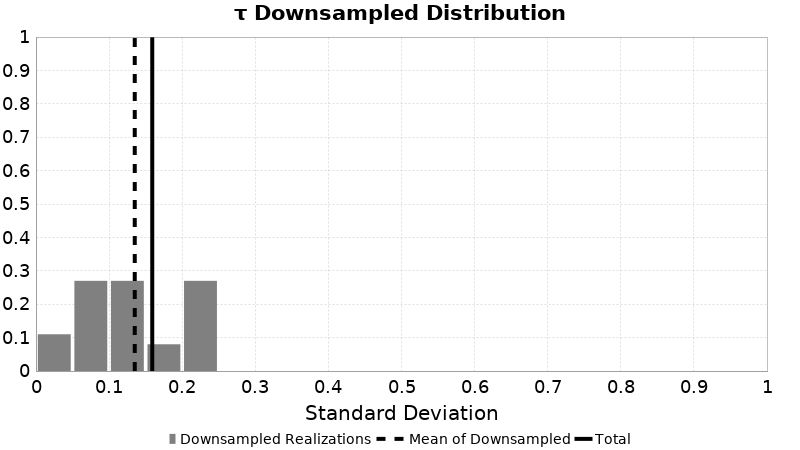 τ Downsampled Distribution
1
0.9
0.8
0.7
0.6
0.5
0.4
0.3
0.2
0.1
0
0 0.1 0.2 0.3 0.4 0.5 0.6 0.7 0.8 0.9 1
Standard Deviation
Downsampled Realizations Mean of Downsampled Total